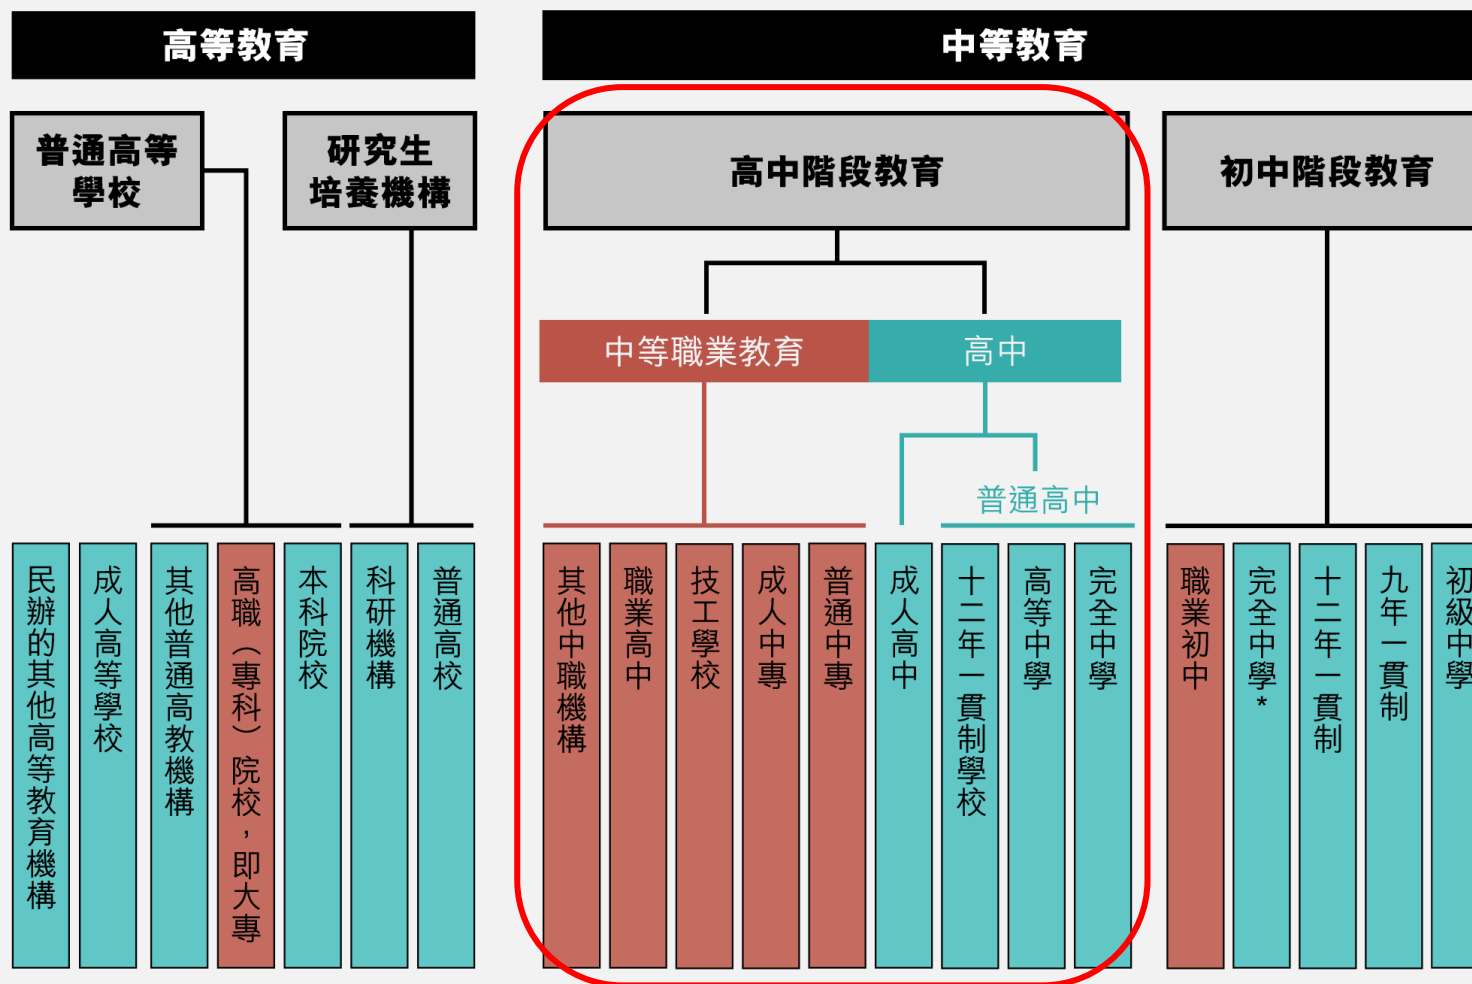 高等教育
中等教育
普通高等
學校
研究生
培養機構
高中階段教育
初中階段教育
中等職業教育
高中
普通高中
民辦的其他高等教育機構
成人高等學校
其他普通高教機構
高職（專科）院校，即大專
本科院校
科研機構
普通高校
其他中職機構
職業高中
技工學校
成人中專
普通中專
成人高中
十二年一貫制學校
高等中學
完全中學
職業初中
完全中學*
十二年一貫制
九年一貫制
初級中學